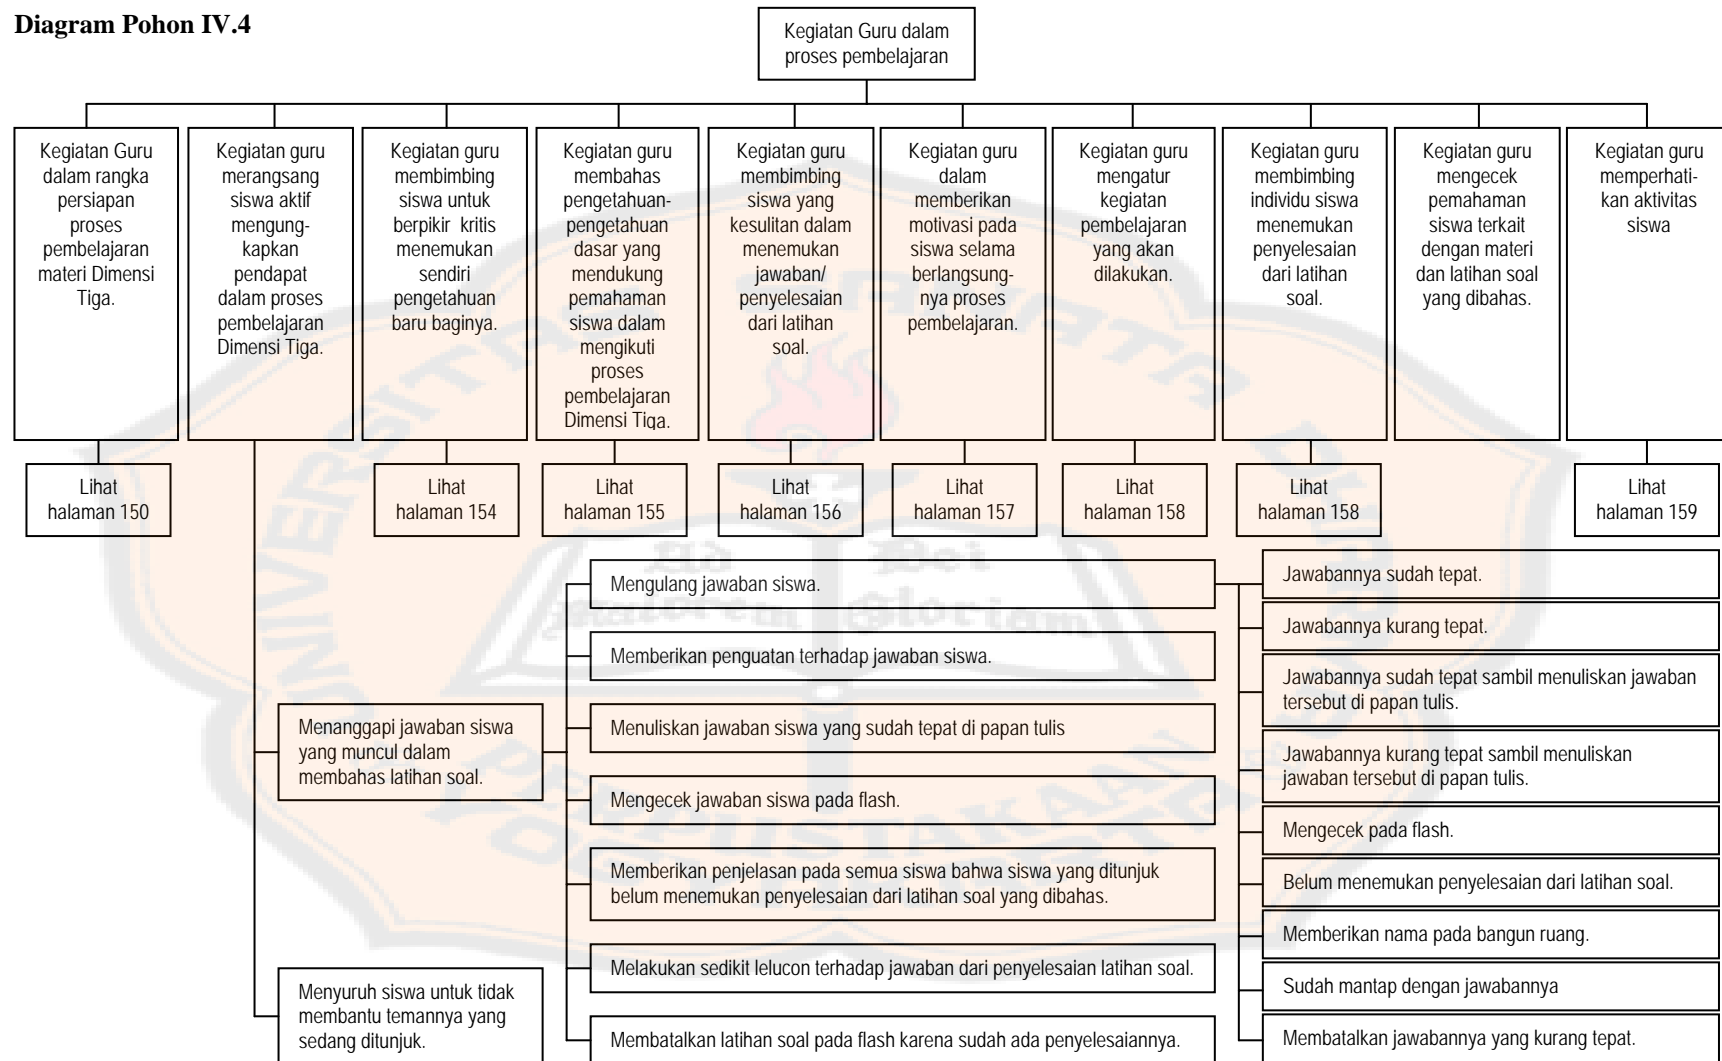 Diagram Pohon IV.4
Kegiatan Guru dalam
proses pembelajaran
Kegiatan Guru
dalam rangka
persiapan
proses
pembelajaran
materi Dimensi
Tiga.
Kegiatan guru
merangsang
siswa aktif
mengung-
kapkan
pendapat
dalam proses
pembelajaran
Dimensi Tiga.
Kegiatan guru
membimbing
siswa untuk
berpikir kritis
menemukan
sendiri
pengetahuan
baru baginya.
Kegiatan guru
membahas
pengetahuan-
pengetahuan
dasar yang
mendukung
pemahaman
siswa dalam
mengikuti
proses
pembelajaran
Dimensi Tiga.
Kegiatan guru
membimbing
siswa yang
kesulitan dalam
menemukan
jawaban/
penyelesaian
dari latihan
soal.
Kegiatan guru
dalam
memberikan
motivasi pada
siswa selama
berlangsung-
nya proses
pembelajaran.
Kegiatan guru
mengatur
kegiatan
pembelajaran
yang akan
dilakukan.
Kegiatan guru
membimbing
individu siswa
menemukan
penyelesaian
dari latihan
soal.
Kegiatan guru
mengecek
pemahaman
siswa terkait
dengan materi
dan latihan soal
yang dibahas.
Kegiatan guru
memperhati-
kan aktivitas
siswa
Lihat
halaman 150
Lihat
halaman 154
Lihat
halaman 155
Lihat
halaman 156
Lihat
halaman 157
Lihat
halaman 158
Lihat
halaman 158
Lihat
halaman 159
Menanggapi jawaban siswa
yang muncul dalam
membahas latihan soal.
Menyuruh siswa untuk tidak
membantu temannya yang
sedang ditunjuk.
Mengulang jawaban siswa.
Memberikan penguatan terhadap jawaban siswa.
Menuliskan jawaban siswa yang sudah tepat di papan tulis
Mengecek jawaban siswa pada flash.
Memberikan penjelasan pada semua siswa bahwa siswa yang ditunjuk
belum menemukan penyelesaian dari latihan soal yang dibahas.
Melakukan sedikit lelucon terhadap jawaban dari penyelesaian latihan soal.
Membatalkan latihan soal pada flash karena sudah ada penyelesaiannya.
Jawabannya sudah tepat.
Jawabannya kurang tepat.
Jawabannya sudah tepat sambil menuliskan jawaban
tersebut di papan tulis.
Jawabannya kurang tepat sambil menuliskan
jawaban tersebut di papan tulis.
Mengecek pada flash.
Belum menemukan penyelesaian dari latihan soal.
Memberikan nama pada bangun ruang.
Sudah mantap dengan jawabannya
Membatalkan jawabannya yang kurang tepat.
UNIVERSITAS SANATA DHARMA
Ad Dei
Maiorem Gloriam
PERPUSTAKAAN
YOGYAKARTA